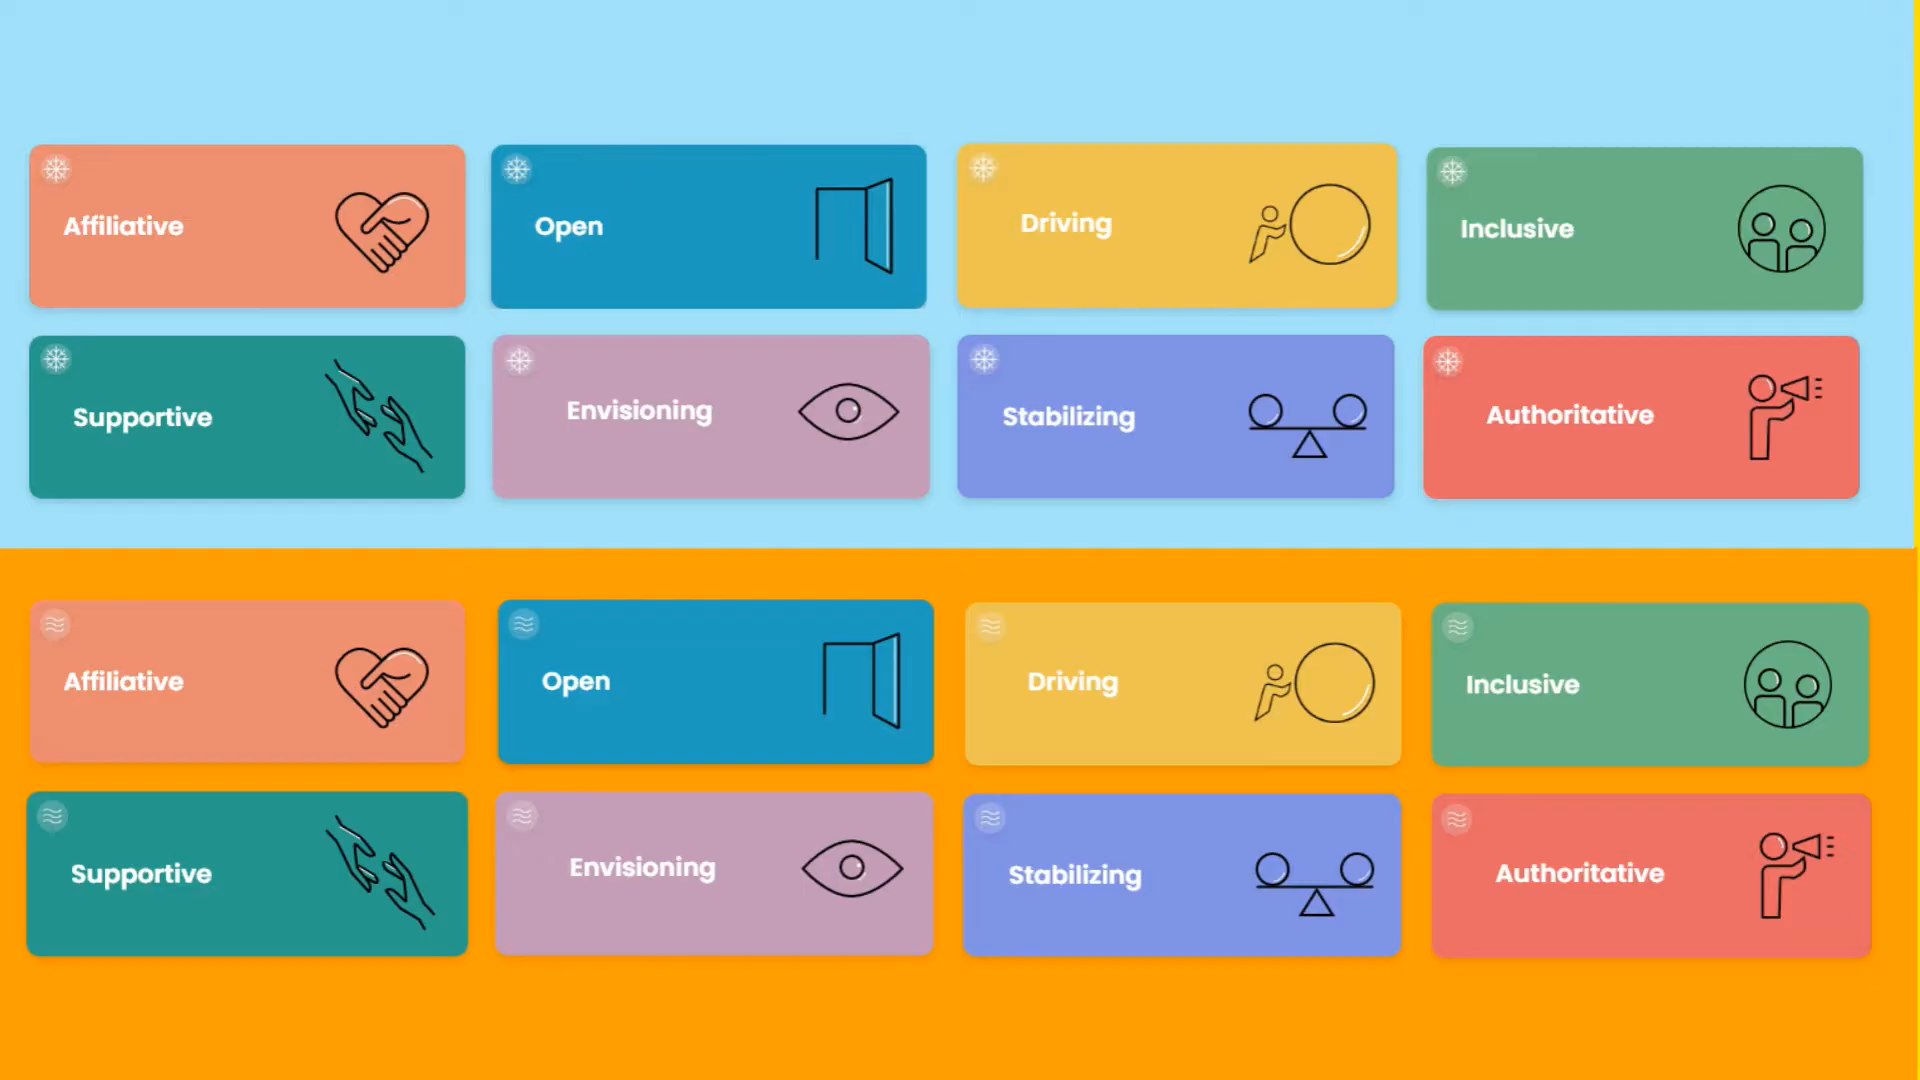 Affiliative
Open
Driving
Inclusive
Supportive
Envisioning
Stabilizing
Authoritative
Affiliative
Open
Driving
Inclusive
Supportive
Envisioning
Stabilizing
Authoritative